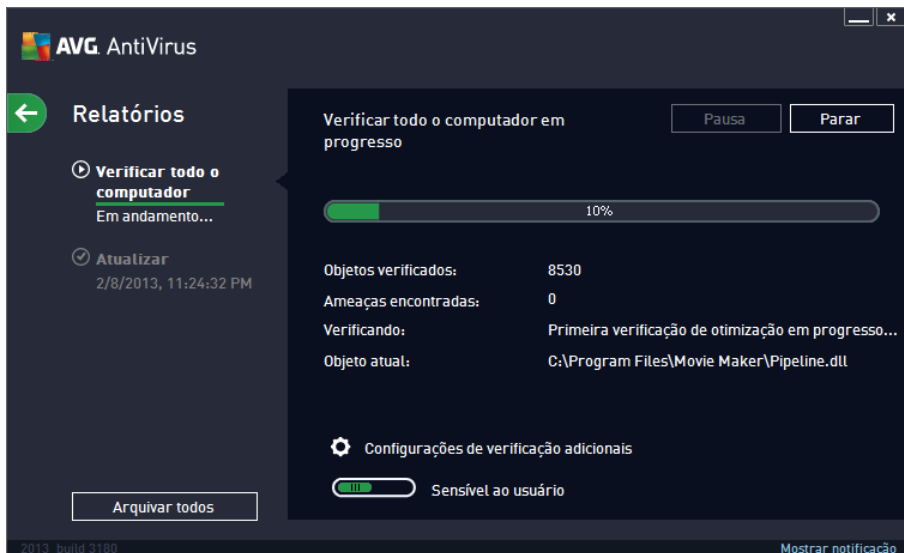 AVG AntiVirus
Relatórios
Verificar todo o
computador
Em andamento...
Atualizar
2/8/2013, 11:24:32 PM
Arquivar todos
Verificar todo o computador em
progresso
Pausa
Parar
10%
Objetos verificados: 8530
Ameaças encontradas: 0
Verificando: Primeira verificação de otimização em progresso...
Objeto atual: C:\Program Files\Movie Maker\Pipeline.dll
Configurações de verificação adicionais
Sensível ao usuário
2013 build 3180
Mostrar notificação